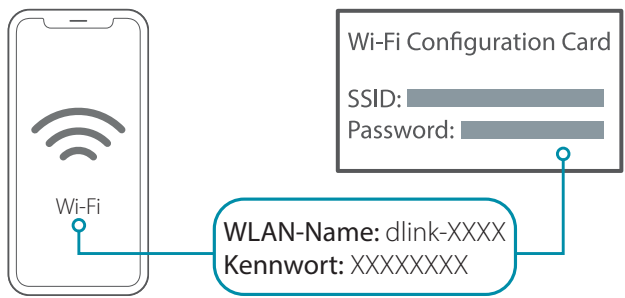 Wi-Fi Configuration Card
SSID:
Password:
Wi-Fi
WLAN-Name: dlink-XXXX
Kennwort: XXXXXXXX